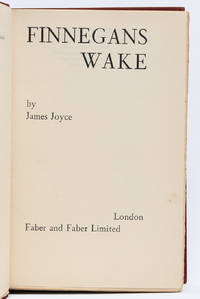 FINNEGANS
WAKE
by
James Joyce
London
Faber and Faber Limited